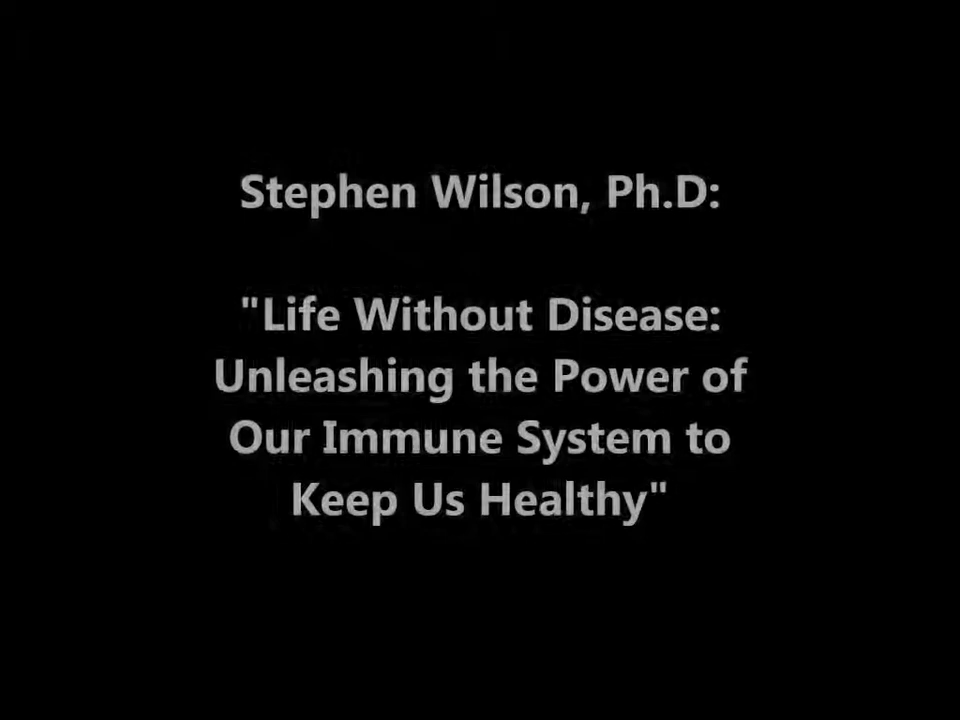 Stephen Wilson, Ph.D:
"Life Without Disease:
Unleashing the Power of
Our Immune System to
Keep Us Healthy"